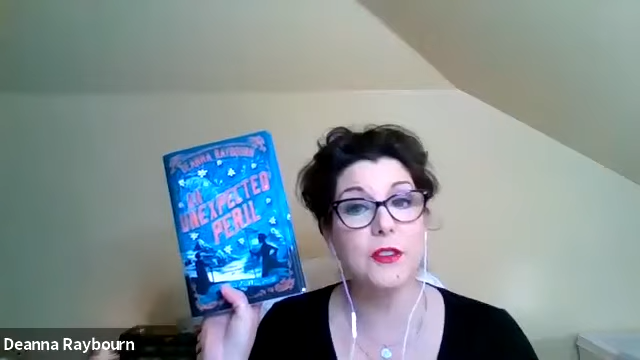 DEANNA RAYBOURN
AN
UNEXPECTED
PERIL
Deanna Raybourn